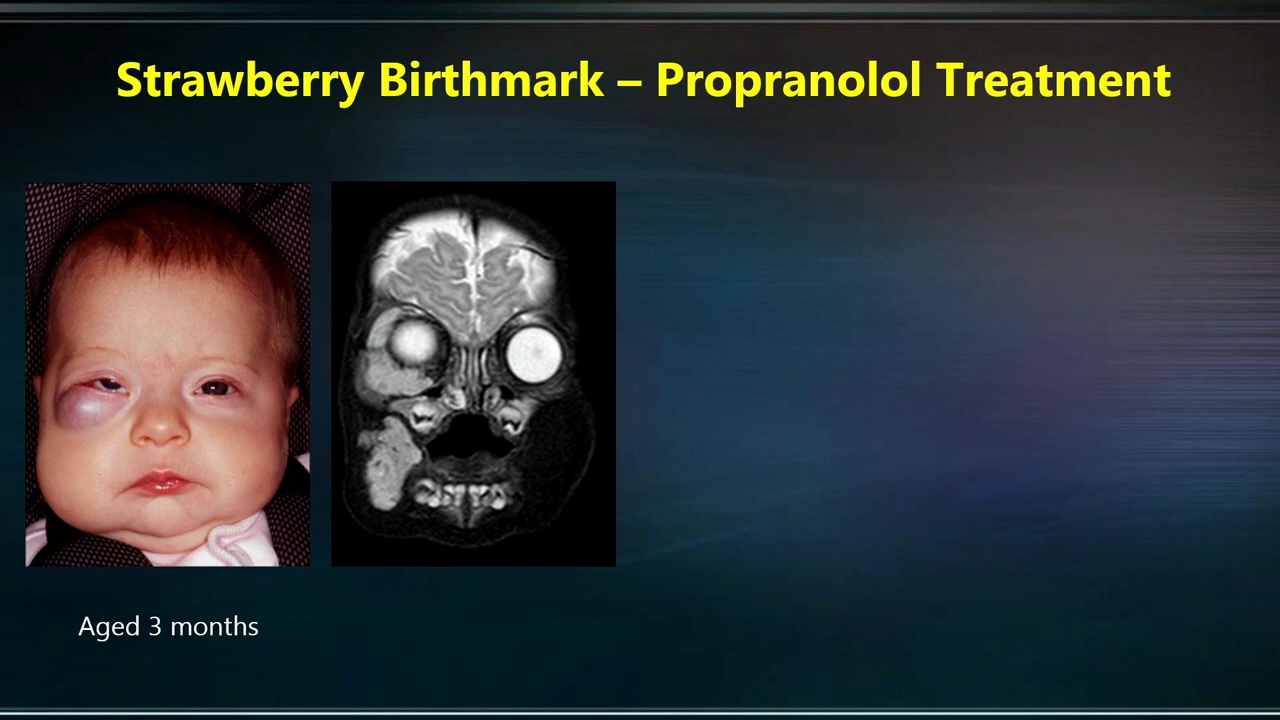 Strawberry Birthmark – Propranolol Treatment
Aged 3 months